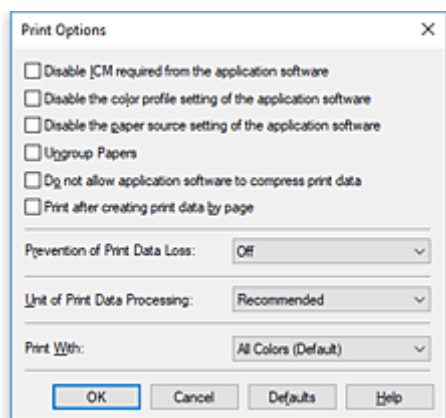 Print Options
Disable ICM required from the application software
Disable the color profile setting of the application software
Disable the paper source setting of the application software
Ungroup Papers
Do not allow application software to compress print data
Print after creating print data by page
Prevention of Print Data Loss: Off
Unit of Print Data Processing: Recommended
Print With: All Colors (Default)
OK Cancel Defaults Help